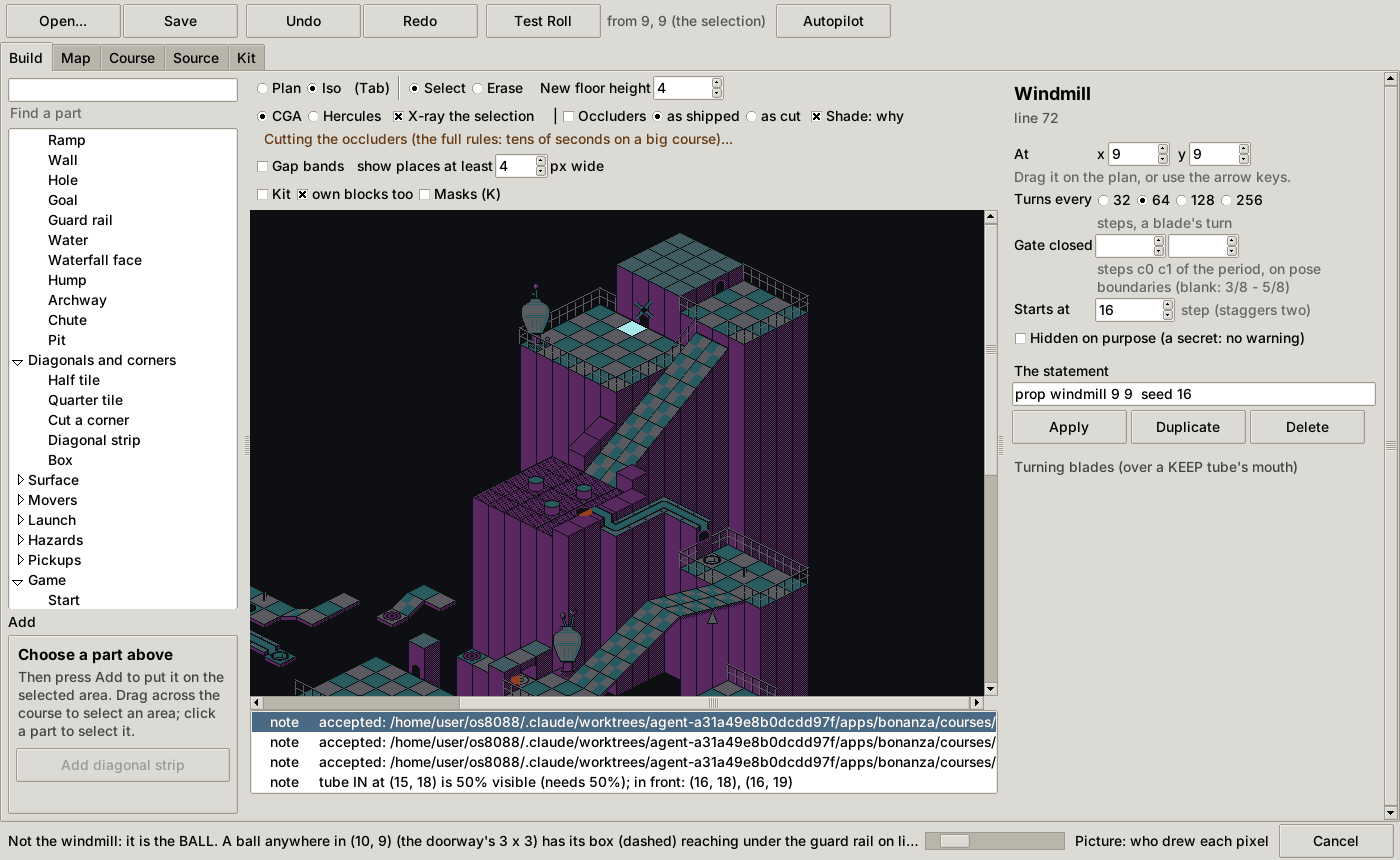 Open... Save Undo Redo Test Roll from 9, 9 (the selection) Autopilot
Build Map Course Source Kit
Find a part
Ramp
Wall
Hole
Goal
Guard rail
Water
Waterfall face
Hump
Archway
Chute
Pit
Diagonals and corners
Half tile
Quarter tile
Cut a corner
Diagonal strip
Box
Surface
Movers
Launch
Hazards
Pickups
Game
Start
Add
Choose a part above
Then press Add to put it on the
selected area. Drag across the
course to select an area; click
a part to select it.
Add diagonal strip
Plan Iso (Tab) Select Erase New floor height 4
CGA Hercules X-ray the selection Occluders as shipped as cut Shade: why
Cutting the occluders (the full rules: tens of seconds on a big course)...
Gap bands show places at least 4 px wide
Kit own blocks too Masks (K)
note accepted: /home/user/os8088/.claude/worktrees/agent-a31a49e8b0dcdd97f/apps/bonanza/courses/
note accepted: /home/user/os8088/.claude/worktrees/agent-a31a49e8b0dcdd97f/apps/bonanza/courses/
note accepted: /home/user/os8088/.claude/worktrees/agent-a31a49e8b0dcdd97f/apps/bonanza/courses/
note tube IN at (15, 18) is 50% visible (needs 50%); in front: (16, 18), (16, 19)
Windmill
line 72
At x 9 y 9
Drag it on the plan, or use the arrow keys.
Turns every 32 64 128 256
steps, a blade's turn
Gate closed
steps c0 c1 of the period, on pose
boundaries (blank: 3/8 - 5/8)
Starts at 16 step (staggers two)
Hidden on purpose (a secret: no warning)
The statement
prop windmill 9 9  seed 16
Apply Duplicate Delete
Turning blades (over a KEEP tube's mouth)
Not the windmill: it is the BALL. A ball anywhere in (10, 9) (the doorway's 3 x 3) has its box (dashed) reaching under the guard rail on li... Picture: who drew each pixel Cancel